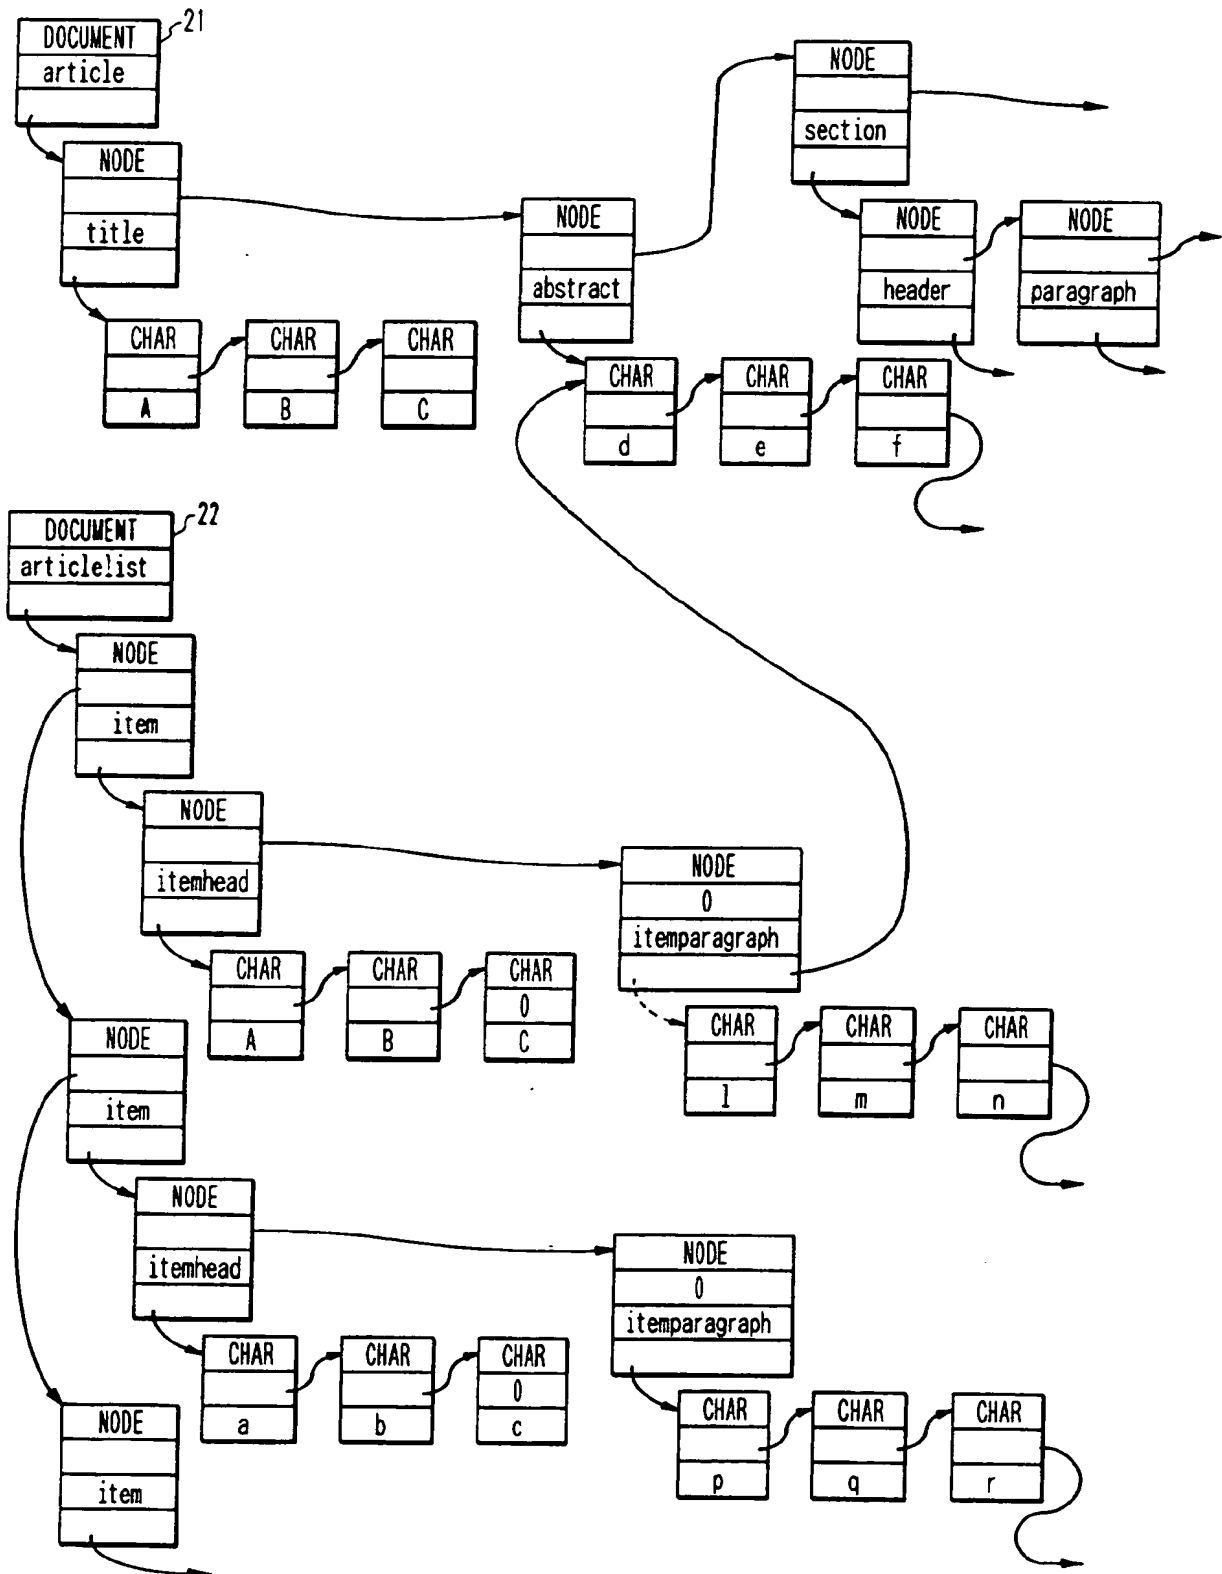 DOCUMENT
21
article
NODE
title
CHAR
A
CHAR
B
CHAR
C
NODE
abstract
CHAR
d
CHAR
e
CHAR
f
NODE
section
NODE
header
NODE
paragraph
DOCUMENT
22
articlelist
NODE
item
NODE
itemhead
CHAR
A
CHAR
B
CHAR
0
C
NODE
0
itemparagraph
CHAR
l
CHAR
m
CHAR
n
NODE
item
NODE
itemhead
CHAR
a
CHAR
b
CHAR
0
c
NODE
0
itemparagraph
CHAR
p
CHAR
q
CHAR
r
NODE
item